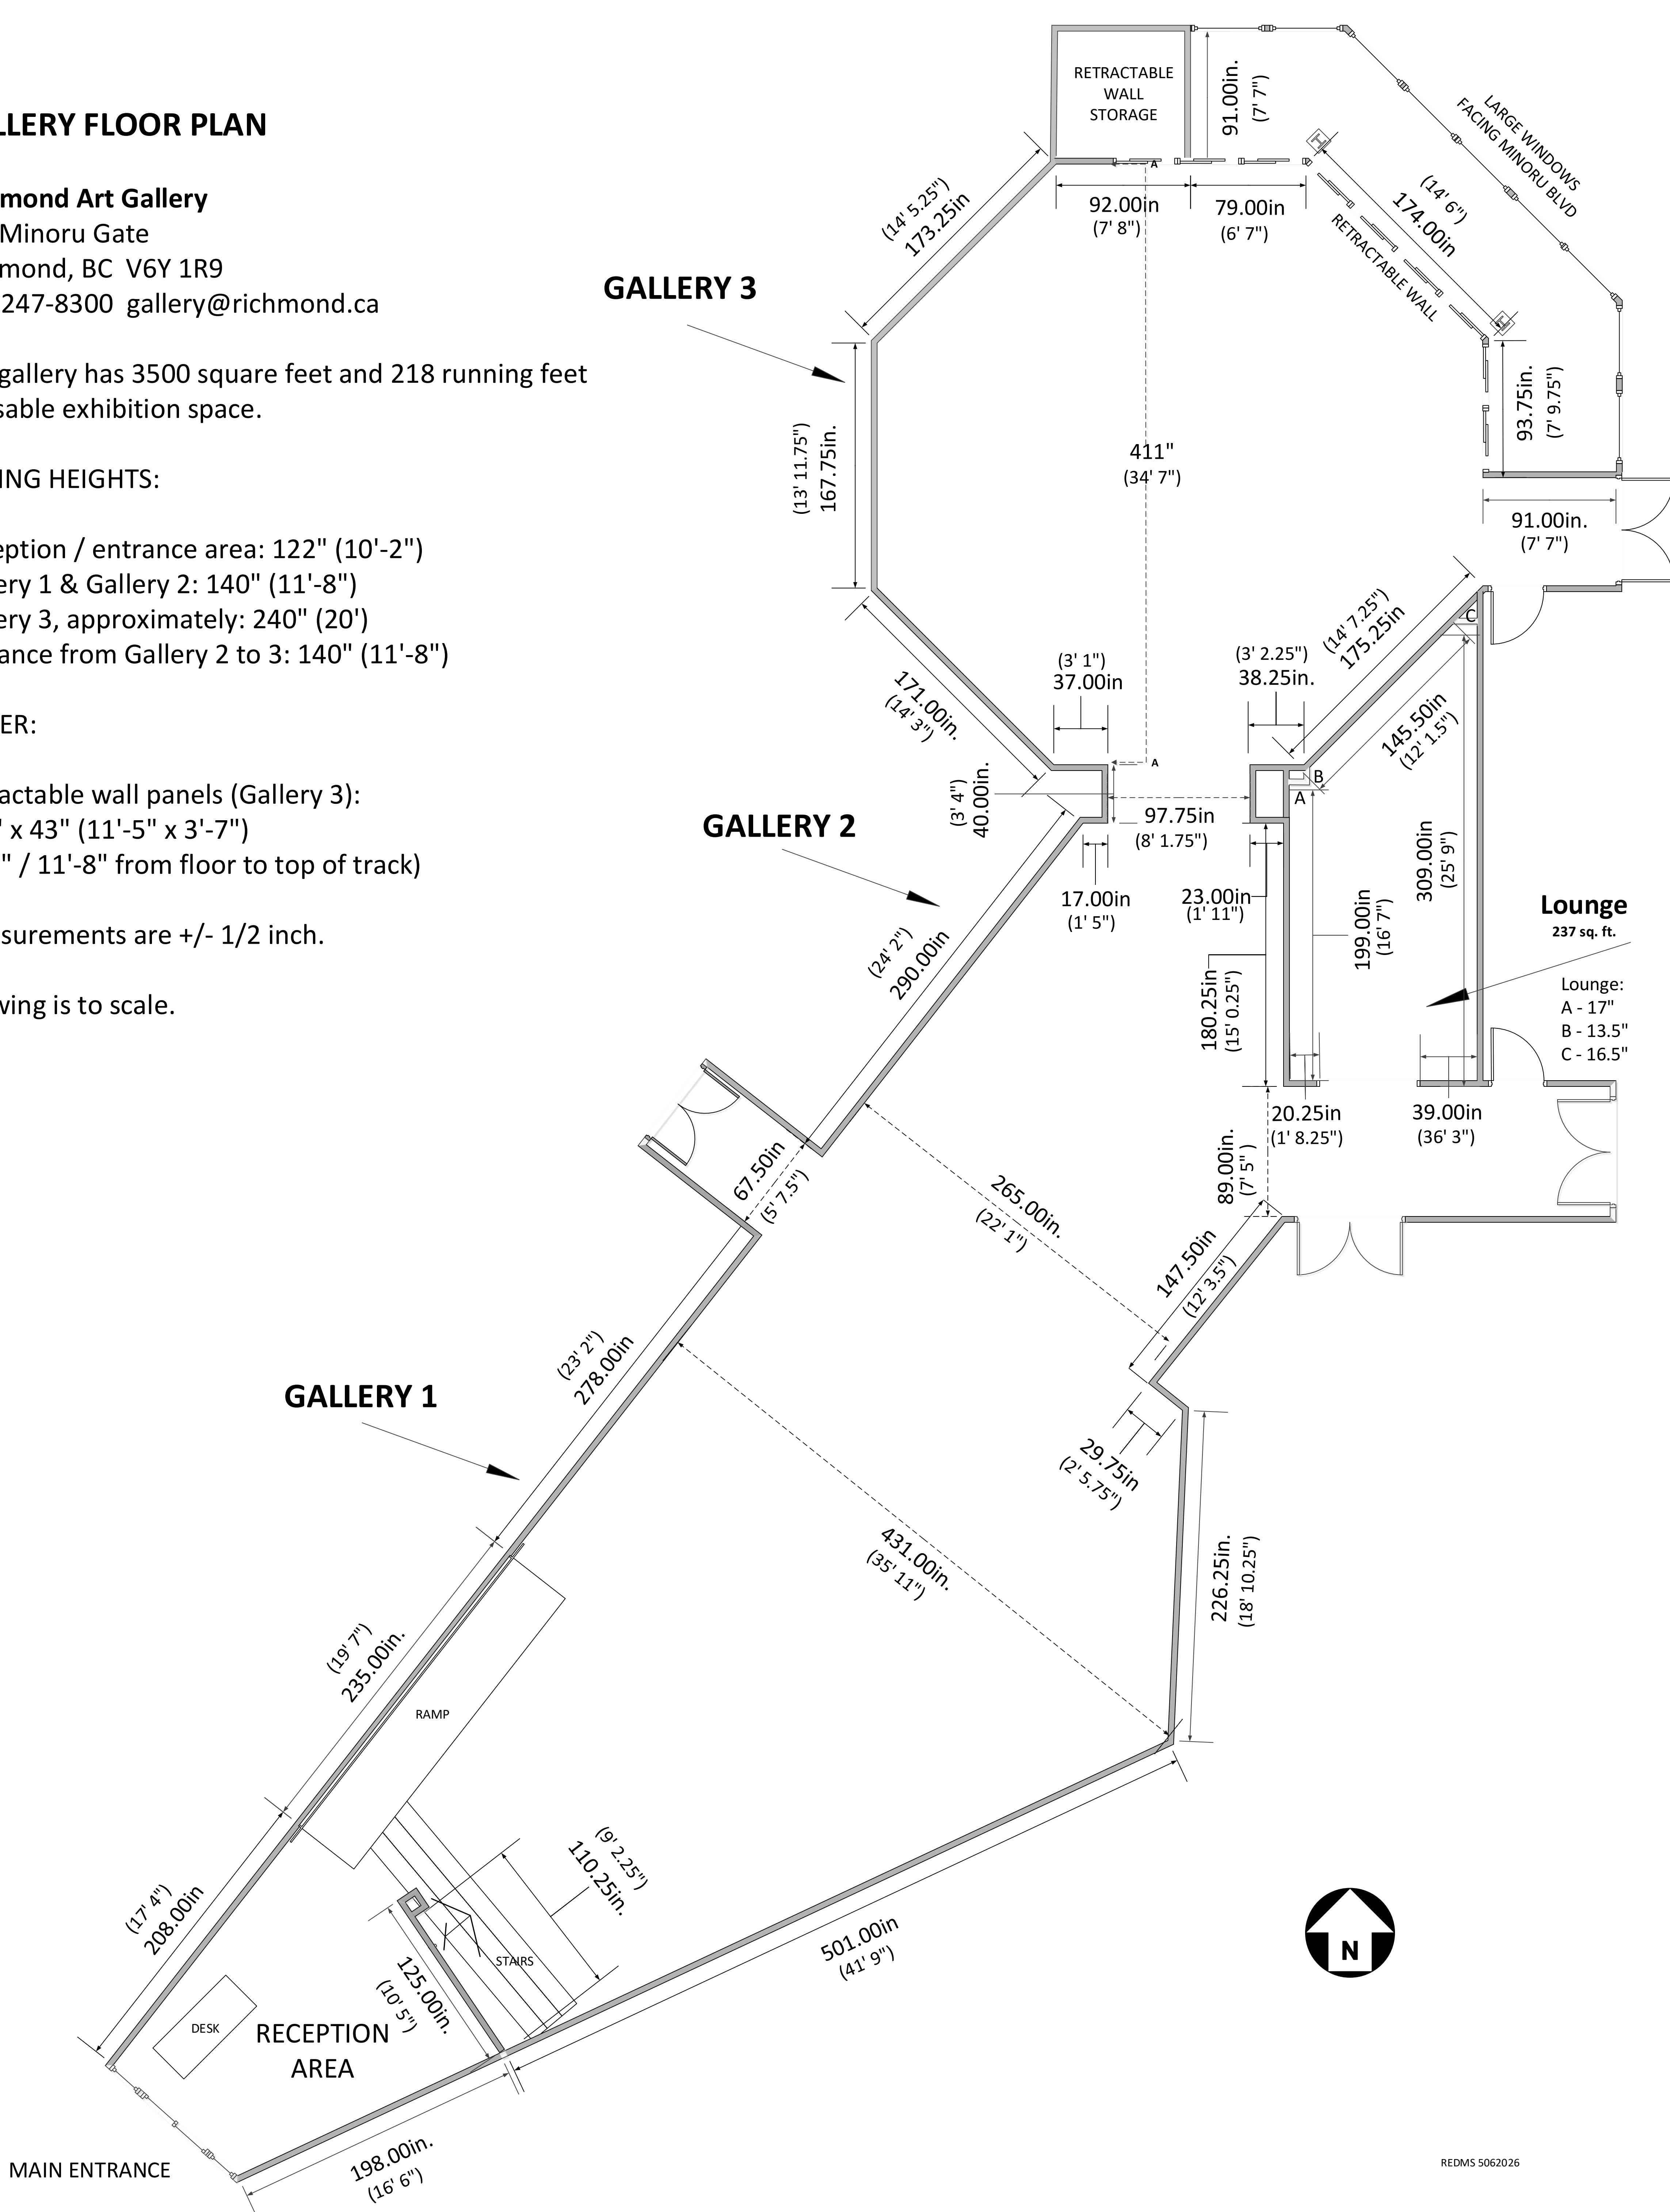 LLERY FLOOR PLAN
mond Art Gallery
Minoru Gate
mond, BC  V6Y 1R9
247-8300  gallery@richmond.ca
gallery has 3500 square feet and 218 running feet
sable exhibition space.
ING HEIGHTS:
eption / entrance area: 122" (10'-2")
ery 1 & Gallery 2: 140" (11'-8")
ery 3, approximately: 240" (20')
ance from Gallery 2 to 3: 140" (11'-8")
ER:
actable wall panels (Gallery 3):
" x 43" (11'-5" x 3'-7")
" / 11'-8" from floor to top of track)
surements are +/- 1/2 inch.
wing is to scale.
RETRACTABLE
WALL
STORAGE
91.00in.
(7' 7")
LARGE WINDOWS
FACING MINORU BLVD
A
(14' 5.25")
173.25in
92.00in
(7' 8")
79.00in
(6' 7")
(14' 6")
174.00in
RETRACTABLE WALL
H
H
GALLERY 3
(13' 11.75")
167.75in.
411"
(34' 7")
93.75in.
(7' 9.75")
91.00in.
(7' 7")
171.00in.
(14' 3")
(3' 1")
37.00in
(3' 2.25")
38.25in.
(14' 7.25")
175.25in
C
145.50in
(12' 1.5")
A
B
A
(3' 4")
40.00in.
97.75in
(8' 1.75")
GALLERY 2
17.00in
(1' 5")
23.00in
(1' 11")
309.00in
(25' 9")
199.00in
(16' 7")
Lounge
237 sq. ft.
Lounge:
A - 17"
B - 13.5"
C - 16.5"
(24' 2")
290.00in
180.25in
(15' 0.25")
20.25in
(1' 8.25")
39.00in
(36' 3")
67.50in
(5' 7.5")
89.00in
(7' 5" )
265.00in.
(22' 1")
147.50in
(12' 3.5")
(23' 2")
278.00in
GALLERY 1
29.75in
(2' 5.75")
431.00in.
(35' 11")
226.25in.
(18' 10.25")
(19' 7")
235.00in.
RAMP
(9' 2.25")
110.25in.
(17' 4")
208.00in
501.00in
(41' 9")
N
STAIRS
125.00in.
(10' 5")
DESK
RECEPTION
AREA
198.00in.
(16' 6")
MAIN ENTRANCE
REDMS 5062026